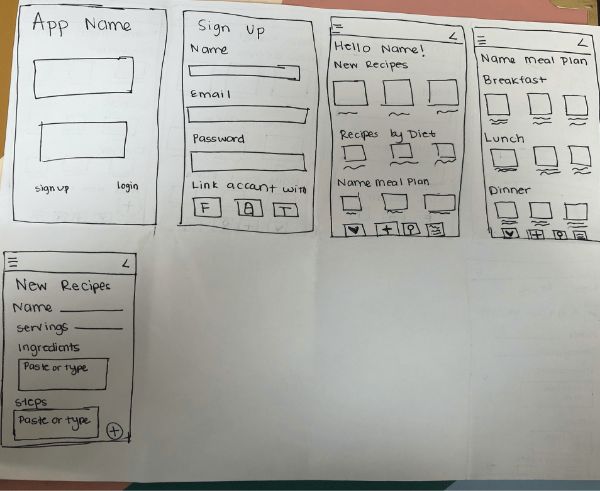 App Name
sign up
login
Sign Up
Name
Email
Password
Link accant with
F
T
Hello Name!
New Recipes
Recipes by Diet
Name Meal Plan
Name Meal Plan
Breakfast
Lunch
Dinner
New Recipes
Name
servings
Ingredients
Paste or type
steps
Paste or type